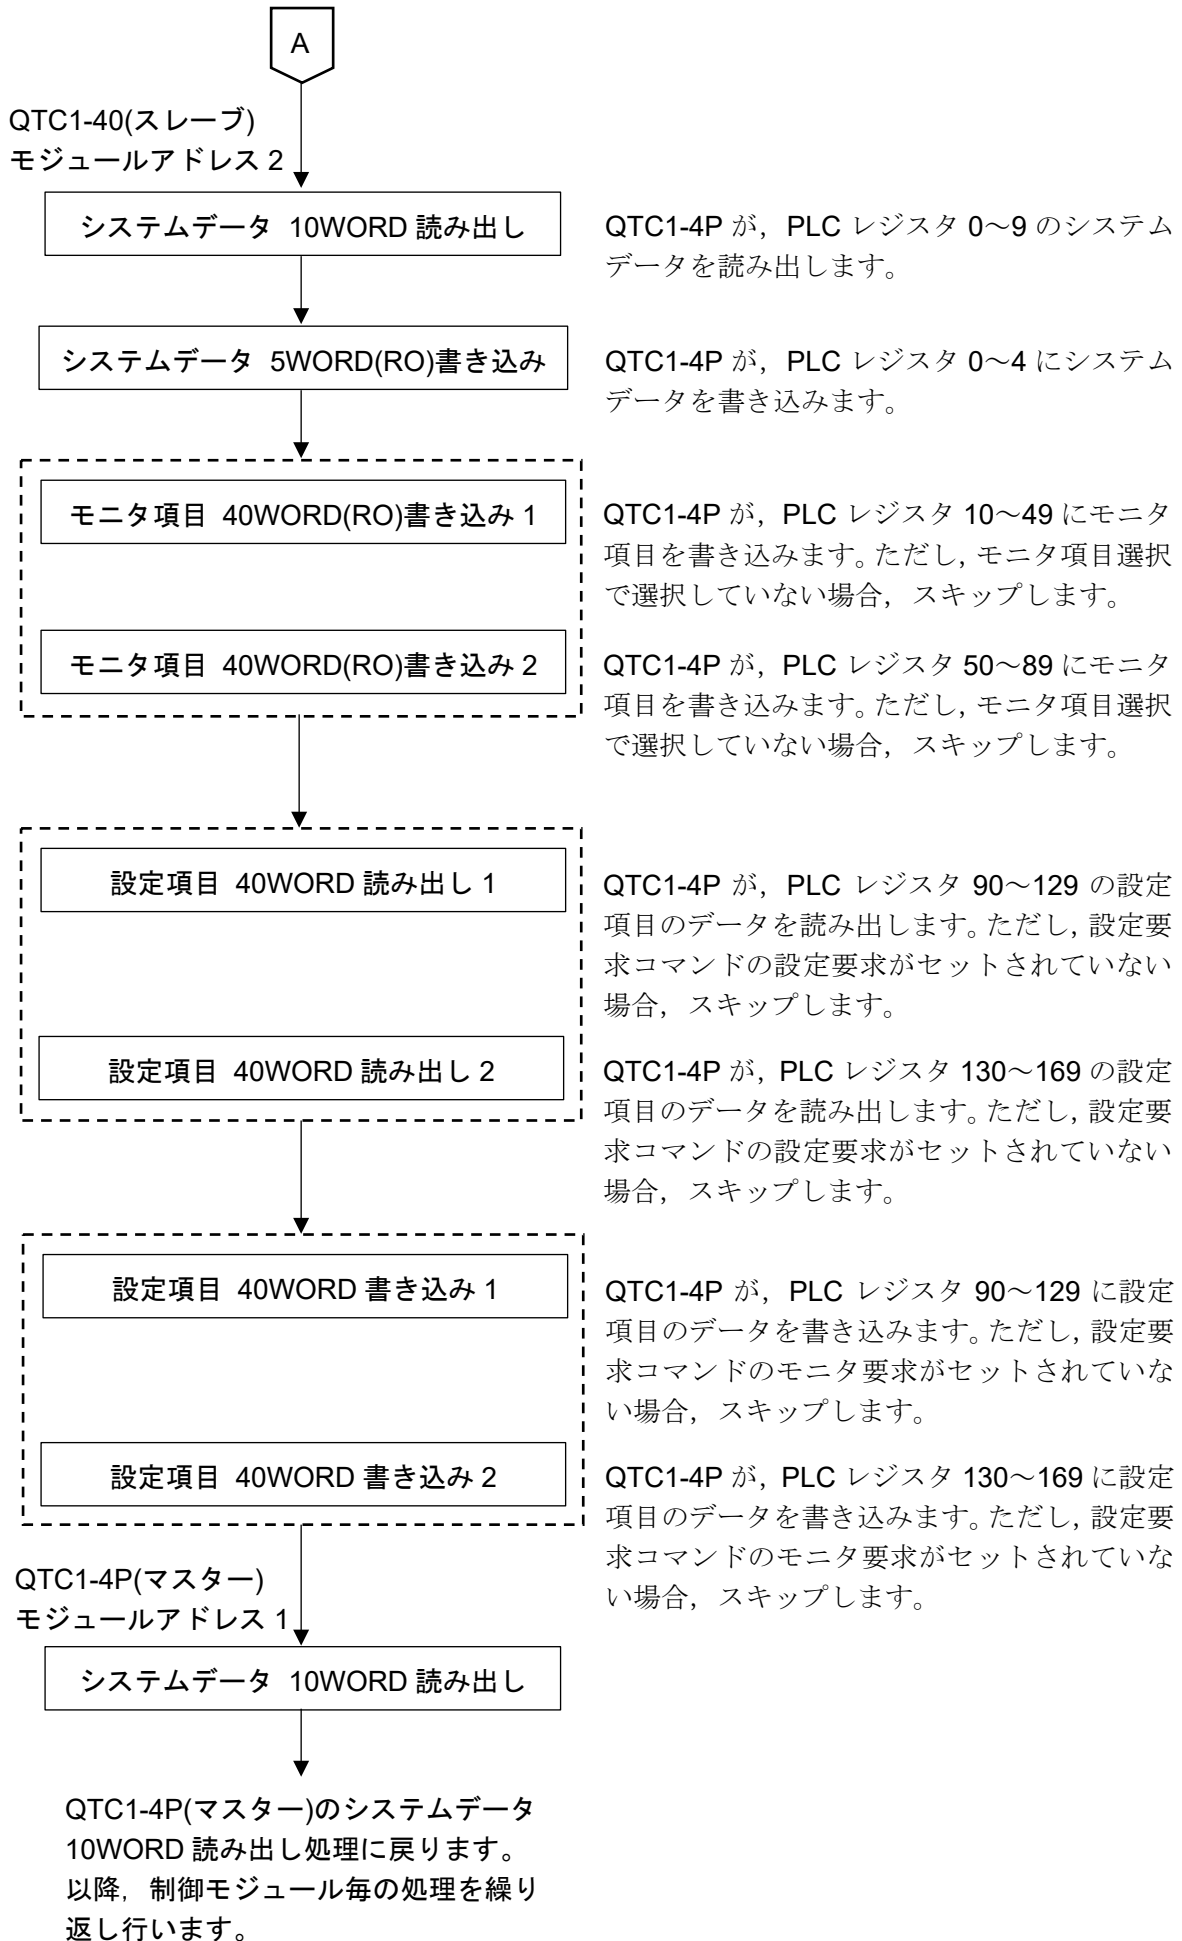 A
QTC1-40(スレーブ)
モジュールアドレス 2
システムデータ 10WORD 読み出し
QTC1-4P が，PLC レジスタ 0～9 のシステム
データを読み出します。
システムデータ 5WORD(RO)書き込み
QTC1-4P が，PLC レジスタ 0～4 にシステム
データを書き込みます。
モニタ項目 40WORD(RO)書き込み 1
QTC1-4P が，PLC レジスタ 10～49 にモニタ
項目を書き込みます。ただし，モニタ項目選択
で選択していない場合，スキップします。
モニタ項目 40WORD(RO)書き込み 2
QTC1-4P が，PLC レジスタ 50～89 にモニタ
項目を書き込みます。ただし，モニタ項目選択
で選択していない場合，スキップします。
設定項目 40WORD 読み出し 1
QTC1-4P が，PLC レジスタ 90～129 の設定
項目のデータを読み出します。ただし，設定要
求コマンドの設定要求がセットされていない
場合，スキップします。
設定項目 40WORD 読み出し 2
QTC1-4P が，PLC レジスタ 130～169 の設定
項目のデータを読み出します。ただし，設定要
求コマンドの設定要求がセットされていない
場合，スキップします。
設定項目 40WORD 書き込み 1
QTC1-4P が，PLC レジスタ 90～129 に設定
項目のデータを書き込みます。ただし，設定要
求コマンドのモニタ要求がセットされていな
い場合，スキップします。
設定項目 40WORD 書き込み 2
QTC1-4P が，PLC レジスタ 130～169 に設定
項目のデータを書き込みます。ただし，設定要
求コマンドのモニタ要求がセットされていな
い場合，スキップします。
QTC1-4P(マスター)
モジュールアドレス 1
システムデータ 10WORD 読み出し
QTC1-4P(マスター)のシステムデータ
10WORD 読み出し処理に戻ります。
以降，制御モジュール毎の処理を繰り
返し行います。